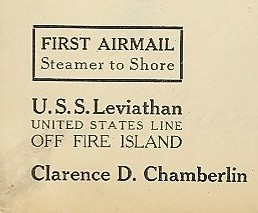 FIRST AIRMAIL
Steamer to Shore
U.S.S. Leviathan
UNITED STATES LINE
OFF FIRE ISLAND
Clarence D. Chamberlin